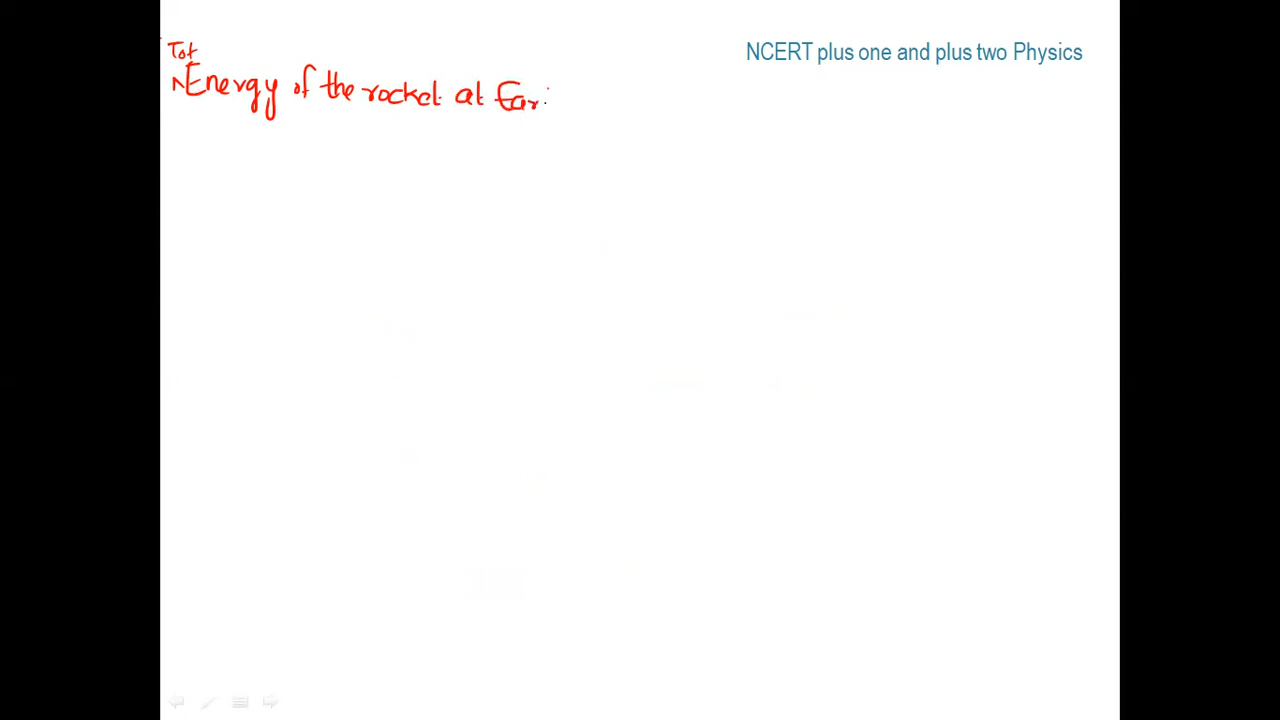 NCERT plus one and plus two Physics
Tot
Energy of the rocket at Ear